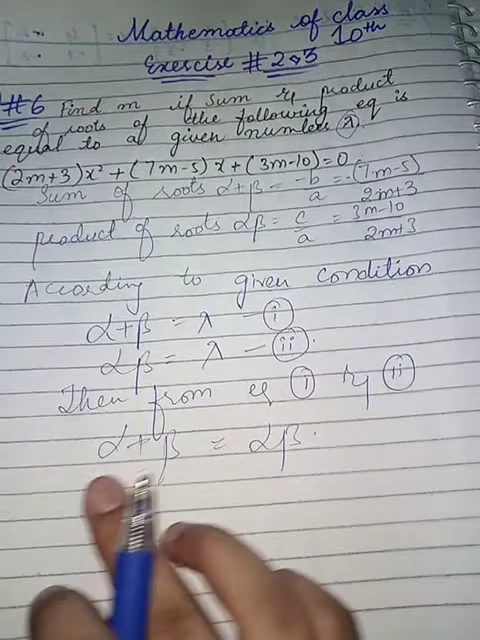 Mathematics of class
10th
Exercise # 2.3
#6 Find m if sum & product
of roots of the following eq is
equal to a given number λ.
(2m+3)x² + (7m-5)x + (3m-10) = 0
Sum of roots α+β = -b/a = -(7m-5)/2m+3
product of roots αβ = c/a = 3m-10/2m+3
According to given condition
α+β = λ - (i)
αβ = λ - (ii).
Then from eq (i) & (ii)
α+β = αβ.